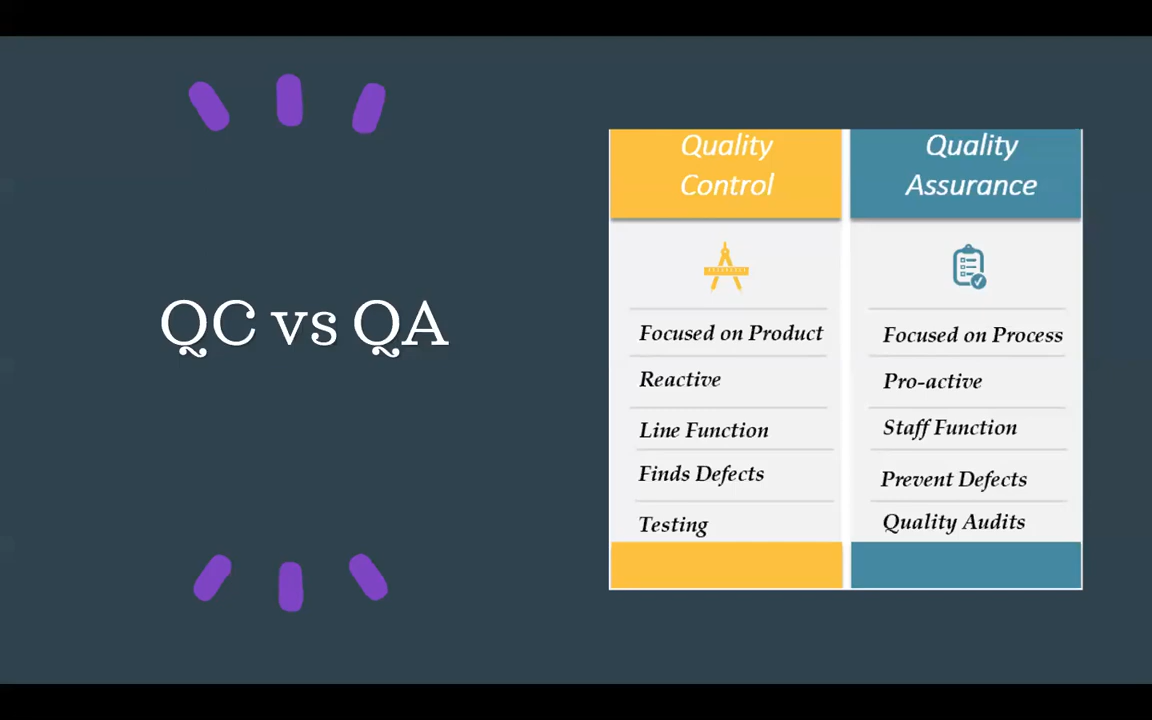 QC vs QA
Quality
Control
Focused on Product
Reactive
Line Function
Finds Defects
Testing
Quality
Assurance
Focused on Process
Pro-active
Staff Function
Prevent Defects
Quality Audits